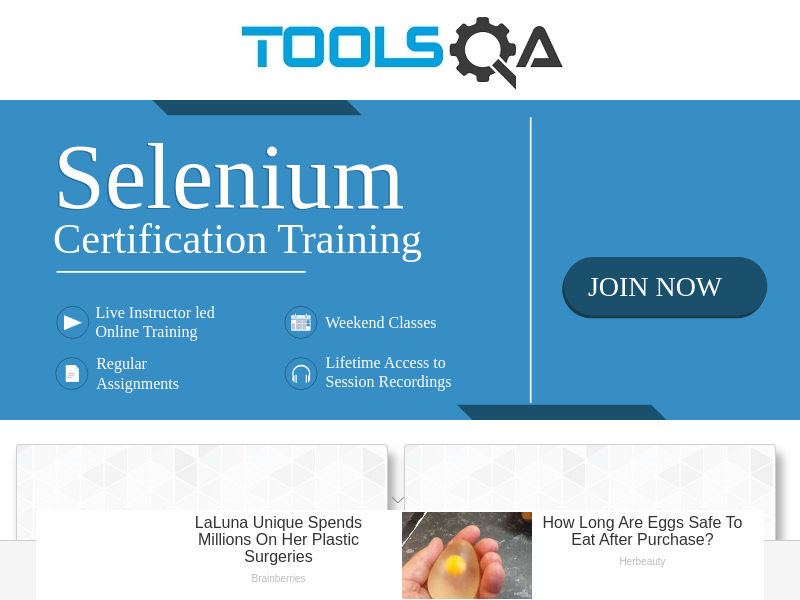 TOOLSQA
Selenium
Certification Training
Live Instructor led
Online Training
Weekend Classes
Regular
Assignments
Lifetime Access to
Session Recordings
JOIN NOW
LaLuna Unique Spends
Millions On Her Plastic
Surgeries
Brainberries
How Long Are Eggs Safe To
Eat After Purchase?
Herbeauty